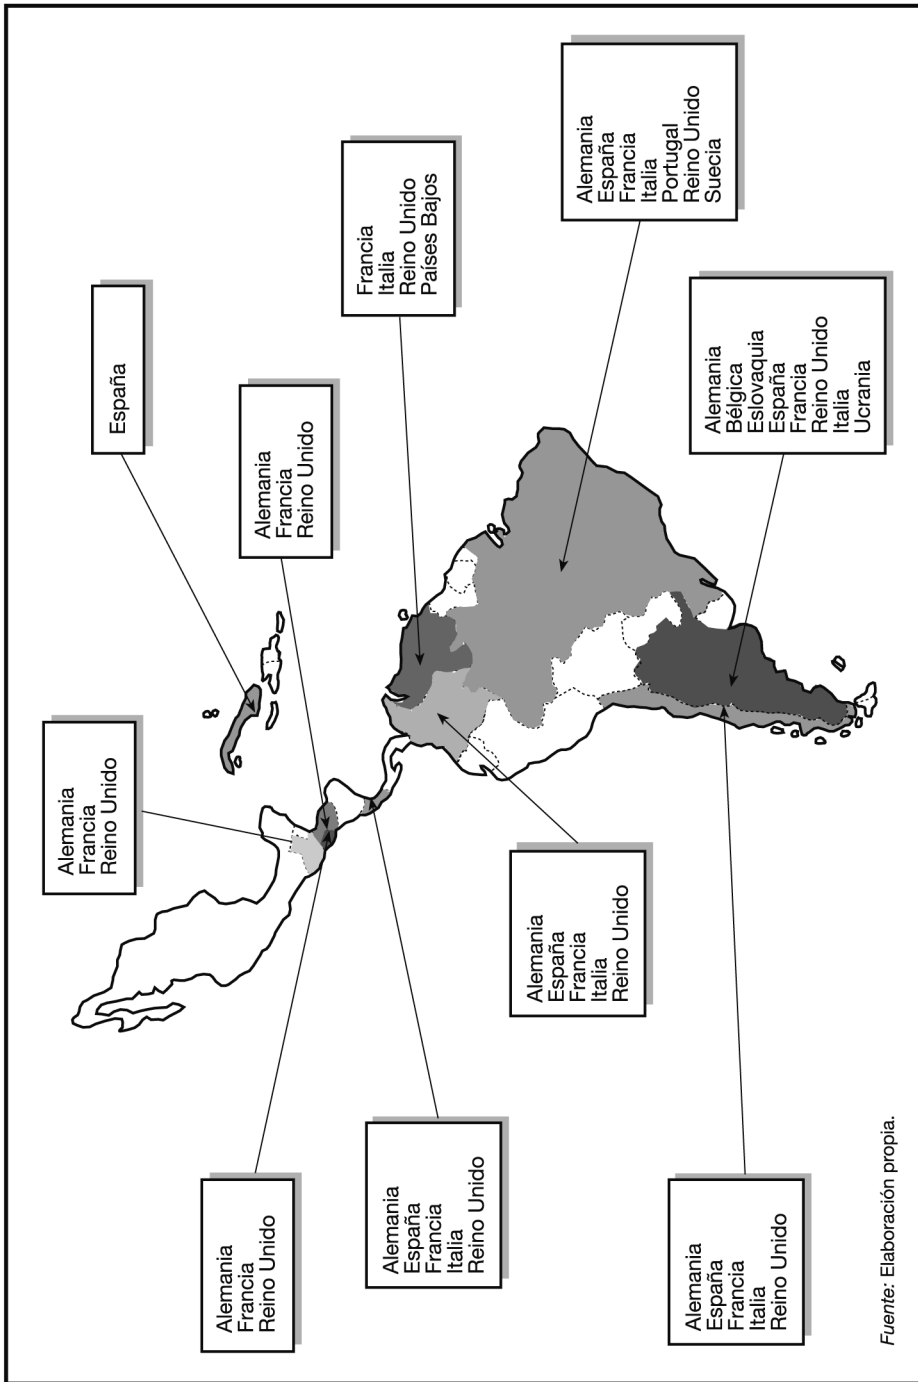 Alemania
Francia
Reino Unido
España
Alemania
Francia
Reino Unido
Alemania
Francia
Reino Unido
Francia
Italia
Reino Unido
Países Bajos
Alemania
España
Francia
Italia
Reino Unido
Alemania
España
Francia
Italia
Reino Unido
Alemania
España
Francia
Italia
Portugal
Reino Unido
Suecia
Alemania
España
Francia
Italia
Reino Unido
Alemania
Bélgica
Eslovaquia
España
Francia
Reino Unido
Italia
Ucrania
Fuente: Elaboración propia.